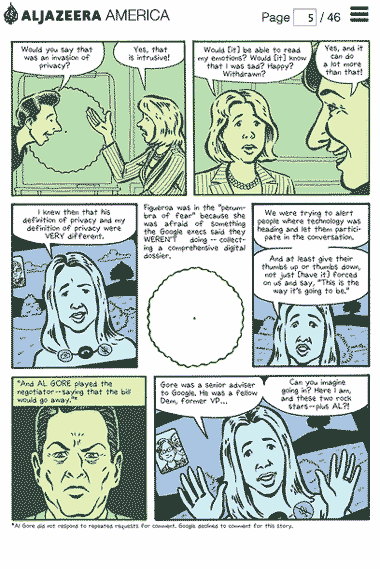 ALJAZEERA AMERICA
Page 5 / 46
Would you say that
was an invasion of
privacy?
Yes, that
is intrusive!
Would [it] be able to read
my emotions? Would [it] know
that I was sad? Happy?
Withdrawn?
Yes, and it
can do
a lot more
than that!
I knew then that his
definition of privacy and my
definition of privacy were
VERY different.
Figueroa was in the "penum-
bra of fear" because she
was afraid of something
the Google execs said they
WEREN'T doing -- collect-
ing a comprehensive digital
dossier.
We were trying to alert
people where technology was
heading and let them partici-
pate in the conversation.
And at least give their
thumbs up or thumbs down,
not just [have it] forced
on us and say, "This is the
way it's going to be."
"And AL GORE played the
negotiator--saying that the bill
would go away."*
Gore was a senior adviser
to Google. He was a fellow
Dem, former VP...
Can you imagine
going in? Here I am,
and these two rock
stars--plus AL?!
*Al Gore did not respond to repeated requests for comment. Google declined to comment for this story.